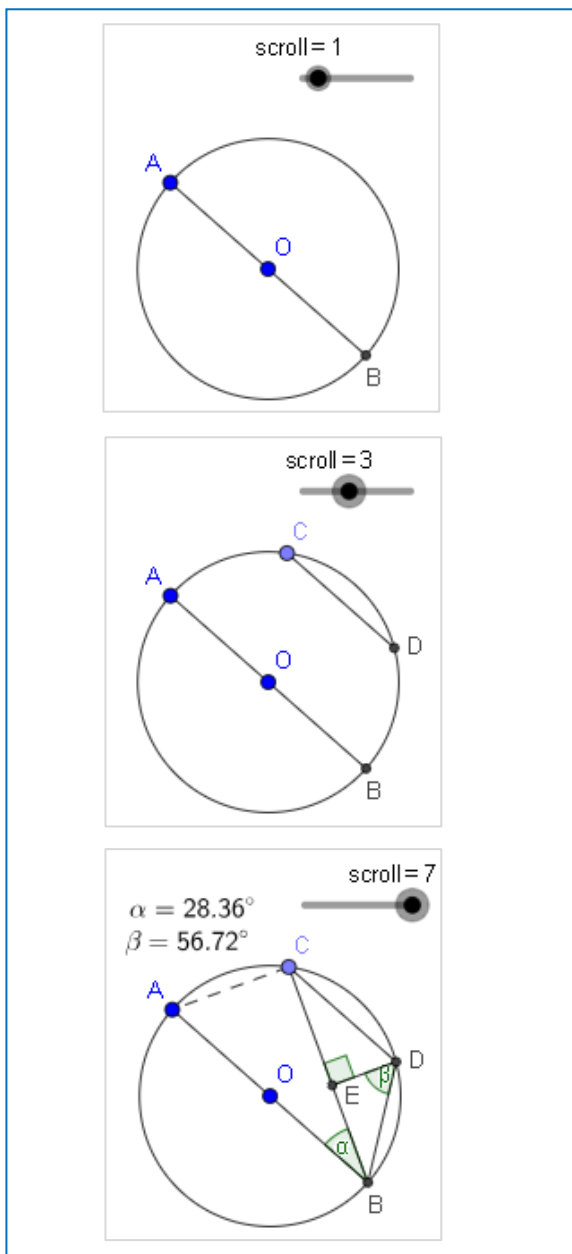 scroll = 1
A
O
B
scroll = 3
C
A
D
O
B
scroll = 7
α = 28.36°
β = 56.72°
C
A
D
β
O
E
α
B